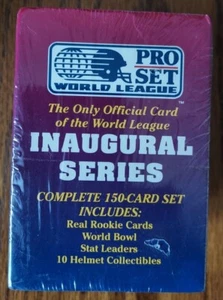 PRO
SET
WORLD LEAGUE
TM
The Only Official Card
of the World League
INAUGURAL
SERIES
COMPLETE 150-CARD SET
INCLUDES:
Real Rookie Cards
World Bowl
Stat Leaders
10 Helmet Collectibles